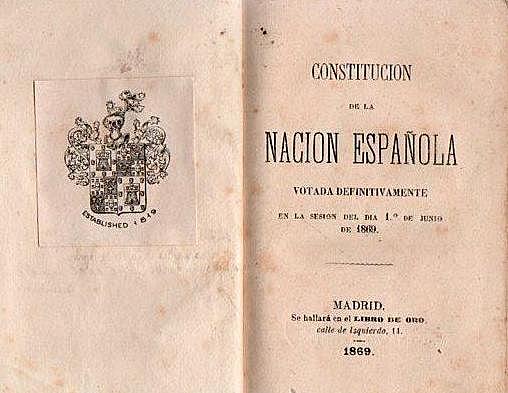 ESTABLISHED 1819
CONSTITUCION
DE LA
NACION ESPAÑOLA
VOTADA DEFINITIVAMENTE
EN LA SESION DEL DIA 1.º DE JUNIO
DE 1869.
MADRID.
Se hallará en el LIBRO DE ORO,
calle de Izquierdo, 11.
1869.